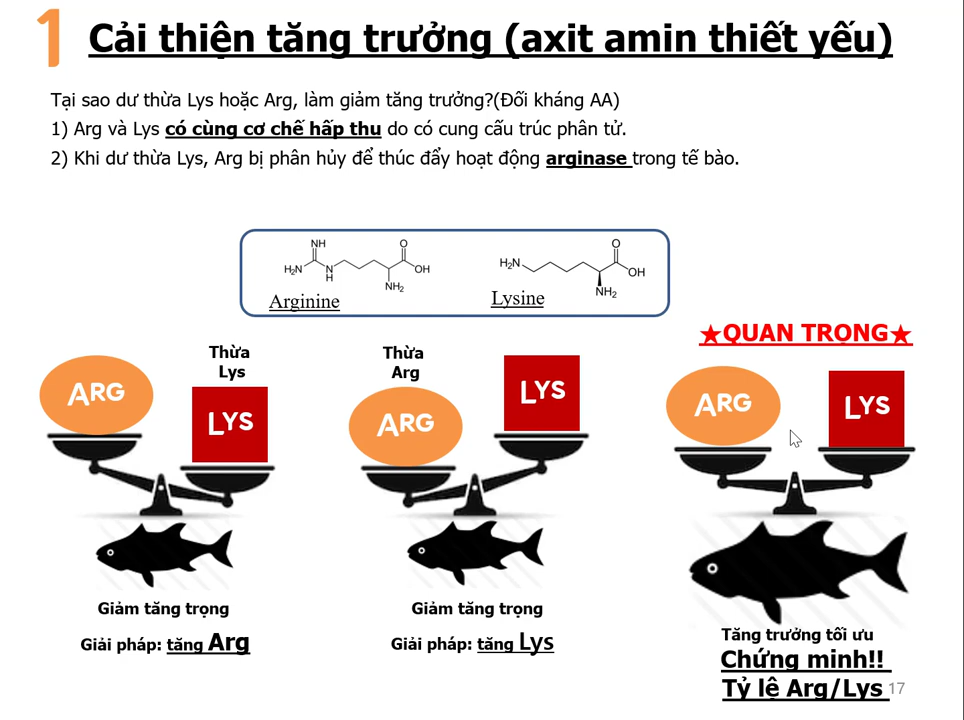 1 Cải thiện tăng trưởng (axit amin thiết yếu)
Tại sao dư thừa Lys hoặc Arg, làm giảm tăng trưởng?(Đối kháng AA)
1) Arg và Lys có cùng cơ chế hấp thu do có cung cấu trúc phân tử.
2) Khi dư thừa Lys, Arg bị phân hủy để thúc đẩy hoạt động arginase trong tế bào.
NH
H₂N
N
H
O
OH
NH₂
Arginine
H₂N
O
OH
NH₂
Lysine
★QUAN TRỌNG★
Thừa
Lys
ARG
LYS
Thừa
Arg
ARG
LYS
ARG
LYS
Giảm tăng trọng
Giải pháp: tăng Arg
Giảm tăng trọng
Giải pháp: tăng Lys
Tăng trưởng tối ưu
Chứng minh!!
Tỷ lệ Arg/Lys
17